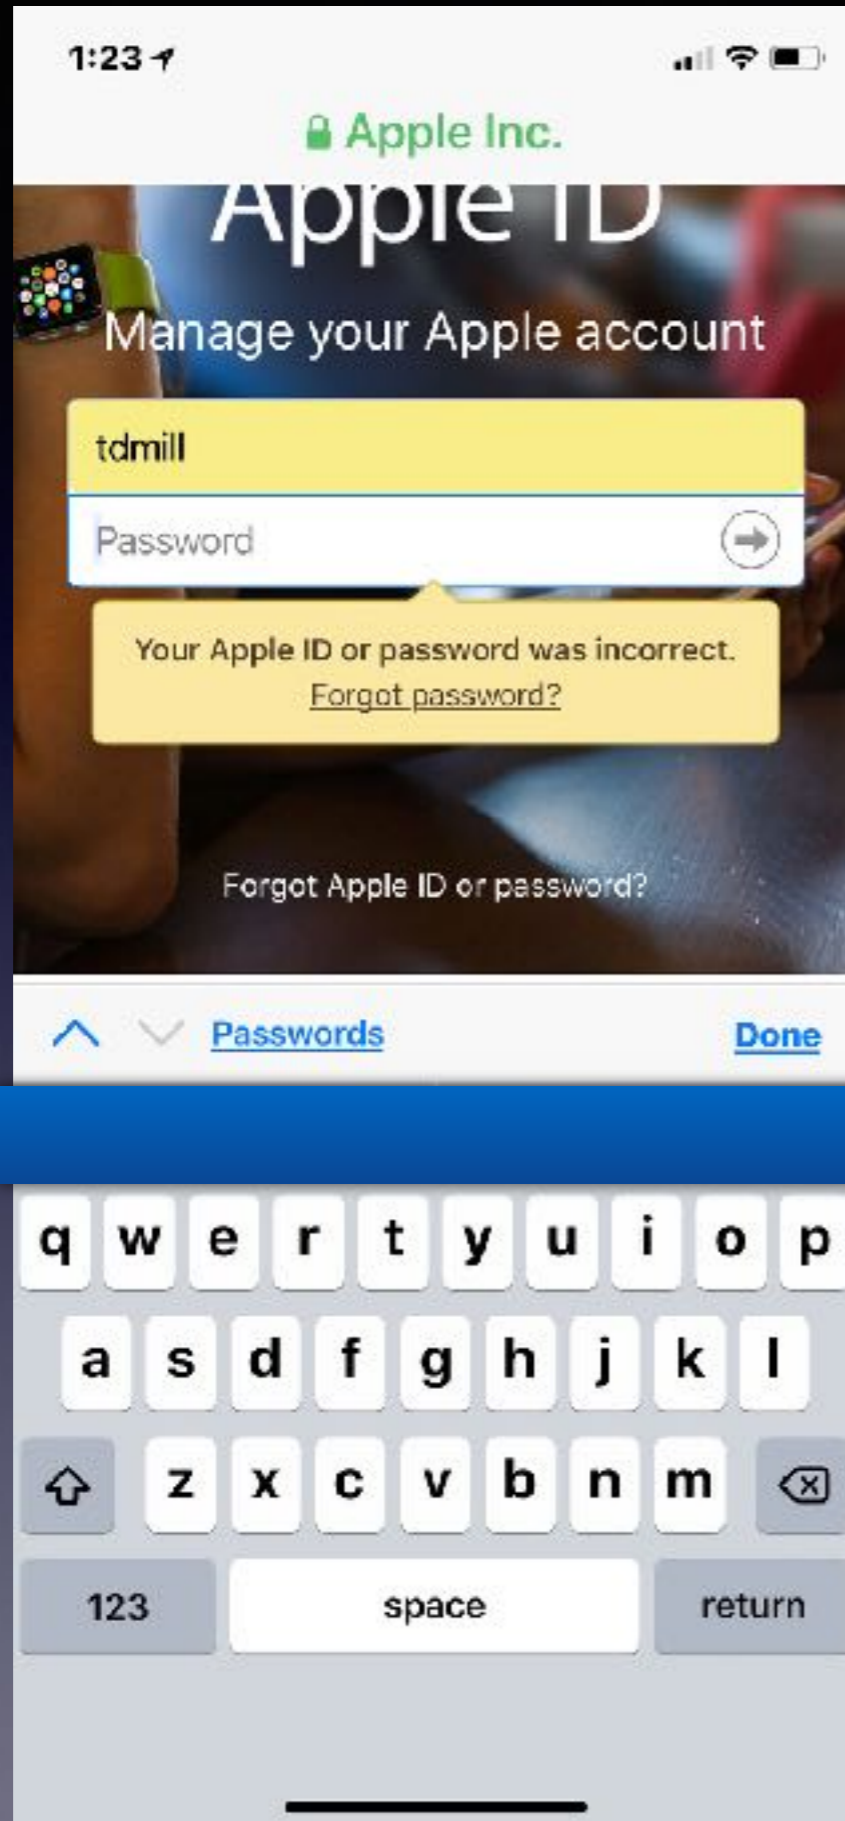 1:23
Apple Inc.
Apple ID
Manage your Apple account
tdmill
Password
Your Apple ID or password was incorrect.
Forgot password?
Forgot Apple ID or password?
Passwords
Done
q w e r t y u i o p
a s d f g h j k l
z x c v b n m
123 space return